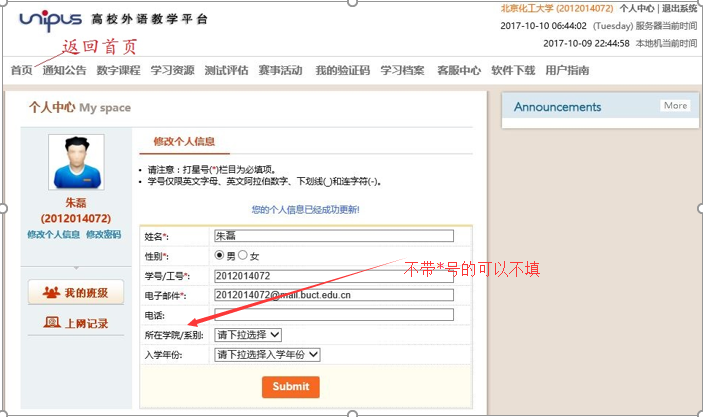 unipus 高校外语教学平台
北京化工大学 (2012014072) 个人中心 | 退出系统
2017-10-10 06:44:02 (Tuesday) 服务器当前时间
2017-10-09 22:44:58 本地机当前时间
返回首页
首页 通知公告 数字课程 学习资源 测试评估 赛事活动 我的验证码 学习档案 客服中心 软件下载 用户指南
个人中心 My space
Announcements More
朱磊
(2012014072)
修改个人信息 修改密码
我的班级
上网记录
修改个人信息
• 请注意：打星号(*)栏目为必填项。
• 学号仅限英文字母、英文阿拉伯数字、下划线(_)和连字符(-)。
您的个人信息已经成功更新!
姓名*: 朱磊
性别*: 男 女
学号/工号*: 2012014072
不带*号的可以不填
电子邮件*: 2012014072@mail.buct.edu.cn
电话:
所在学院/系别: 请下拉选择
入学年份: 请下拉选择入学年份
Submit